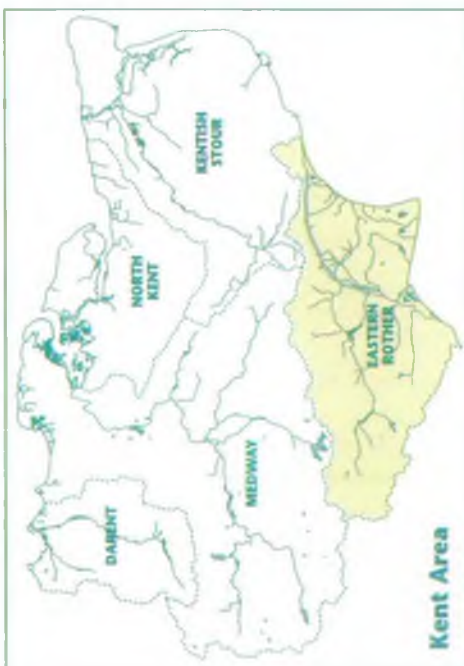 Kent Area
DARENT
NORTH
KENT
MEDWAY
KENTISH
STOUR
EASTERN
ROTHER